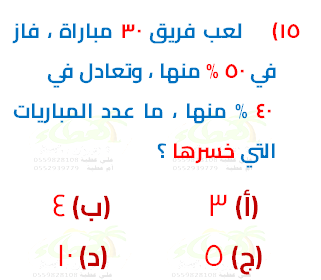 ١٥) لعب فريق ٣٠ مباراة ، فاز
في ٥٠ % منها ، وتعادل في
٤٠ % منها ، ما عدد المباريات
التي خسرها ؟
(أ) ٣ (ب) ٤
(ج) ٥ (د) ١٠